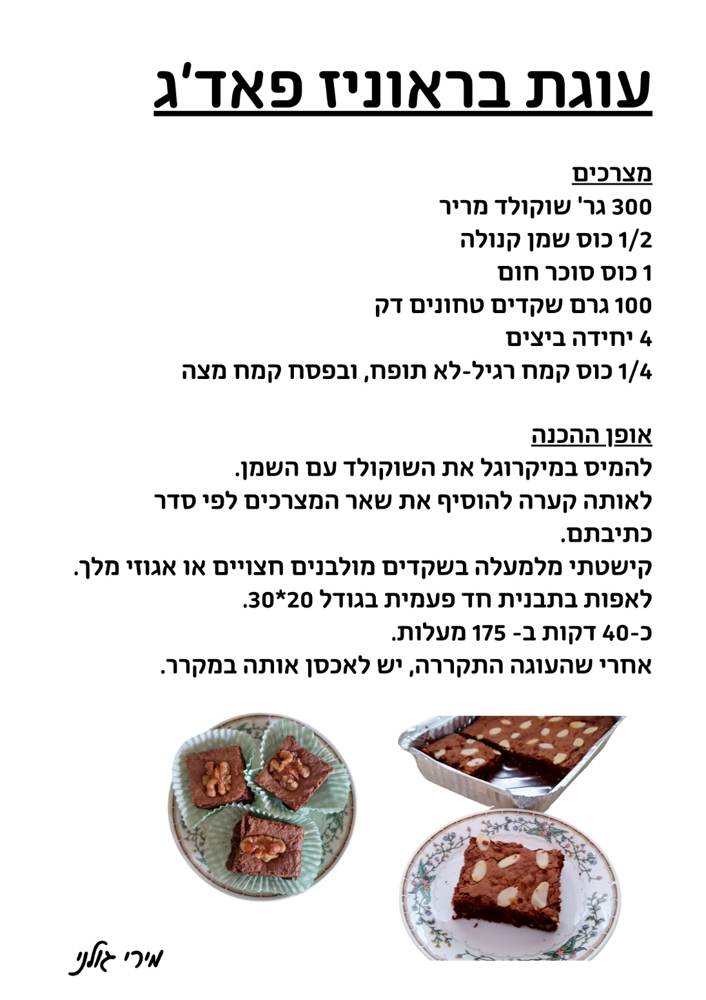 עוגת בראוניז פאד'ג
מצרכים
300 גר' שוקולד מריר
1/2 כוס שמן קנולה
1 כוס סוכר חום
100 גרם שקדים טחונים דק
4 יחידה ביצים
1/4 כוס קמח רגיל-לא תופח, ובפסח קמח מצה
אופן ההכנה
להמיס במיקרוגל את השוקולד עם השמן.
לאותה קערה להוסיף את שאר המצרכים לפי סדר
כתיבתם.
קישטתי מלמעלה בשקדים מולבנים חצויים או אגוזי מלך.
לאפות בתבנית חד פעמית בגודל 20*30.
כ-40 דקות ב- 175 מעלות.
אחרי שהעוגה התקררה, יש לאכסן אותה במקרר.
מירי גולני